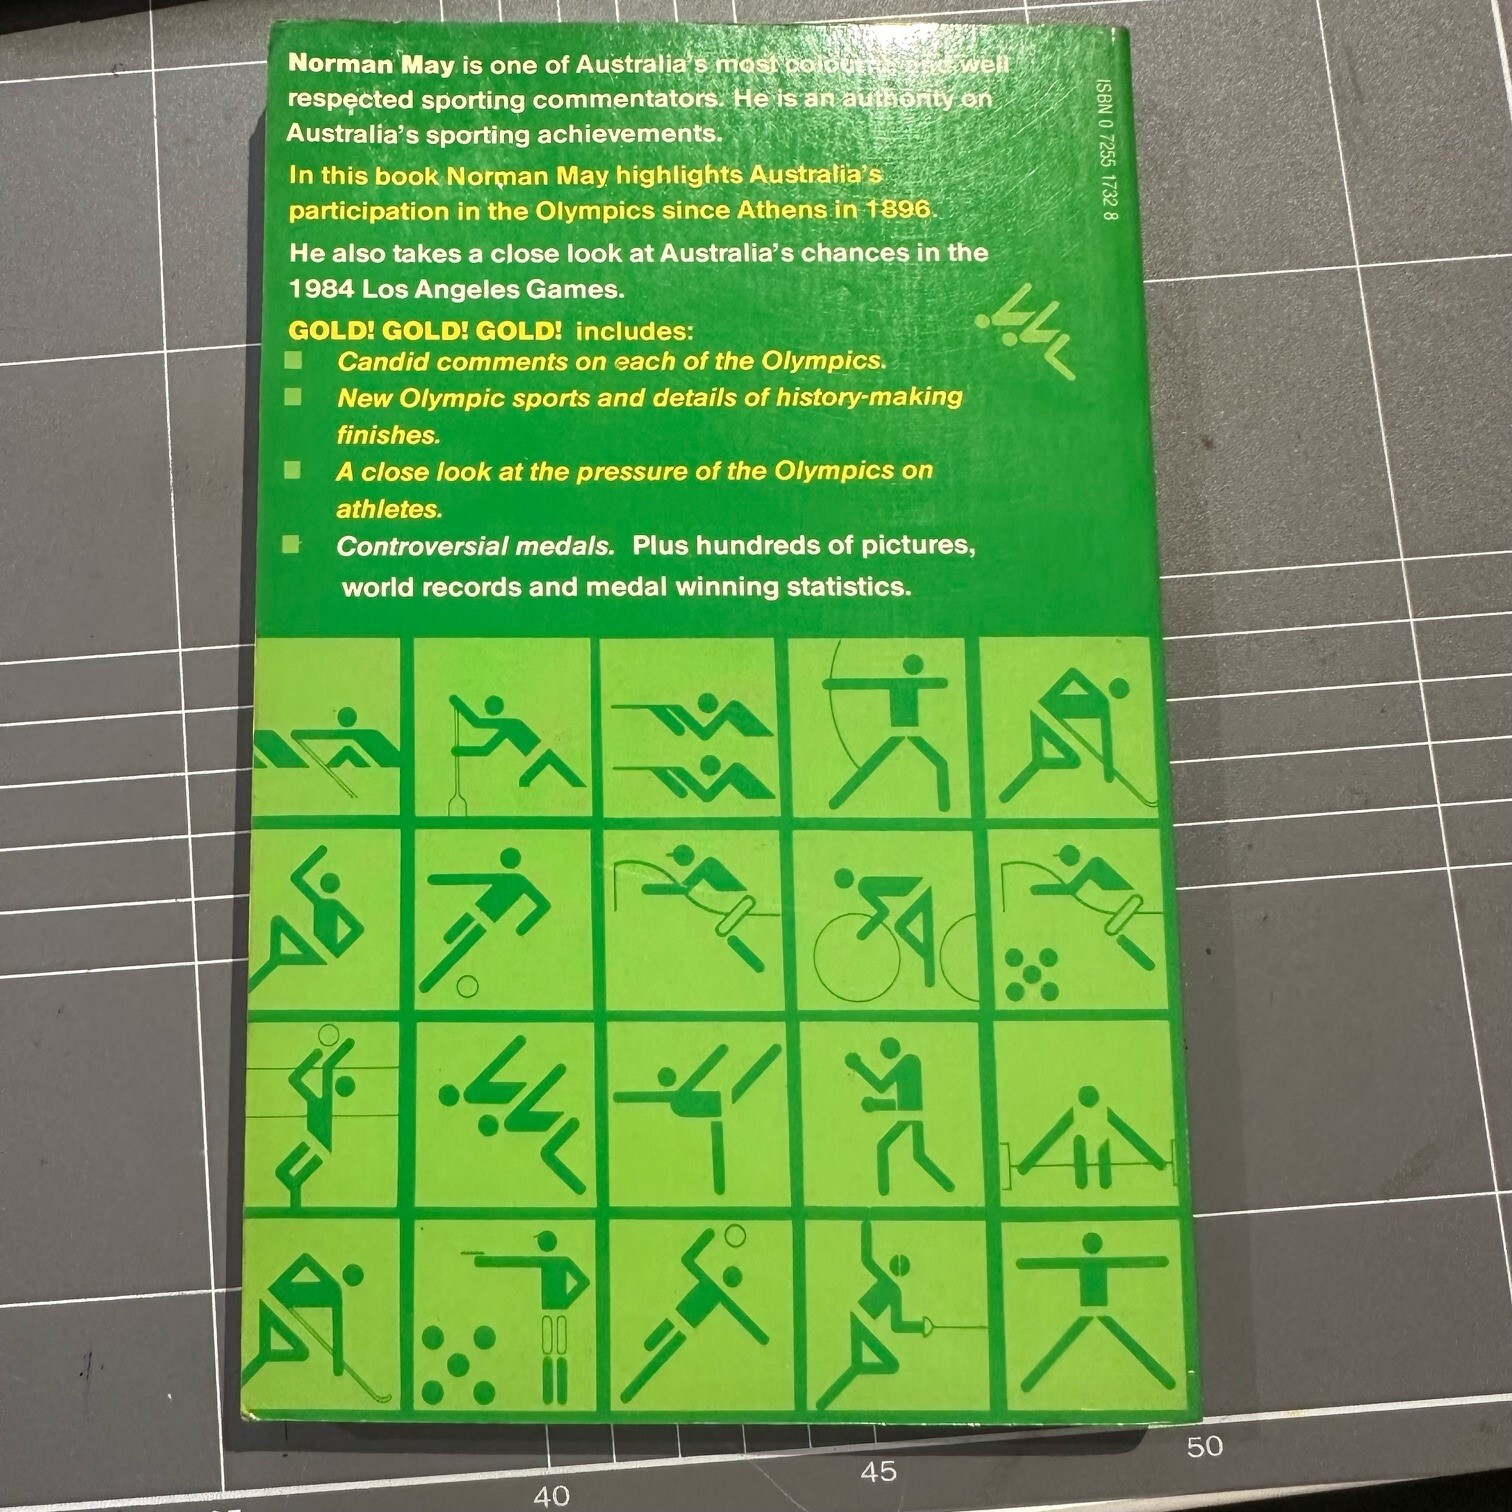 Norman May is one of Australia's most colourful and well
respected sporting commentators. He is an authority on
Australia's sporting achievements.
In this book Norman May highlights Australia's
participation in the Olympics since Athens in 1896.
He also takes a close look at Australia's chances in the
1984 Los Angeles Games.
GOLD! GOLD! GOLD! includes:
Candid comments on each of the Olympics.
New Olympic sports and details of history-making
finishes.
A close look at the pressure of the Olympics on
athletes.
Controversial medals. Plus hundreds of pictures,
world records and medal winning statistics.
ISBN 0 7255 1732 8
40
45
50